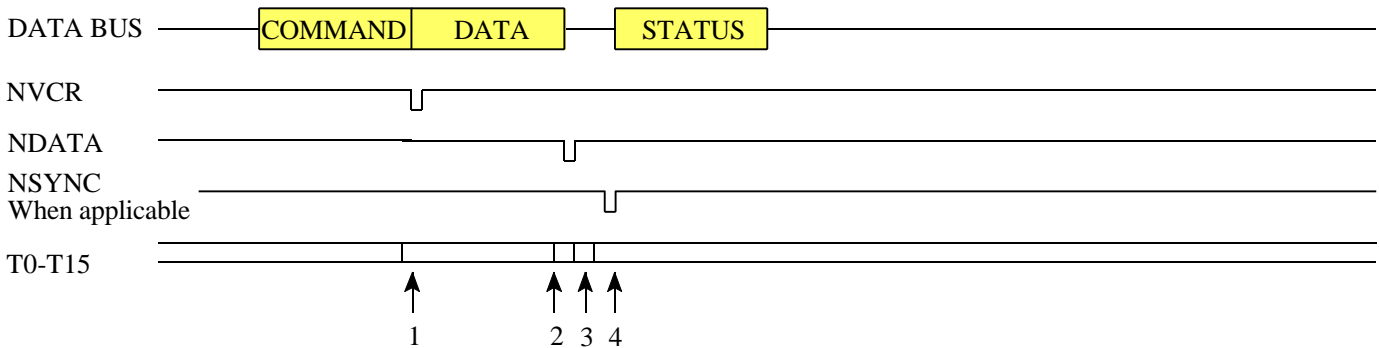 DATA BUS COMMAND DATA STATUS
NVCR
NDATA
NSYNC
When applicable
T0-T15
1 2 3 4